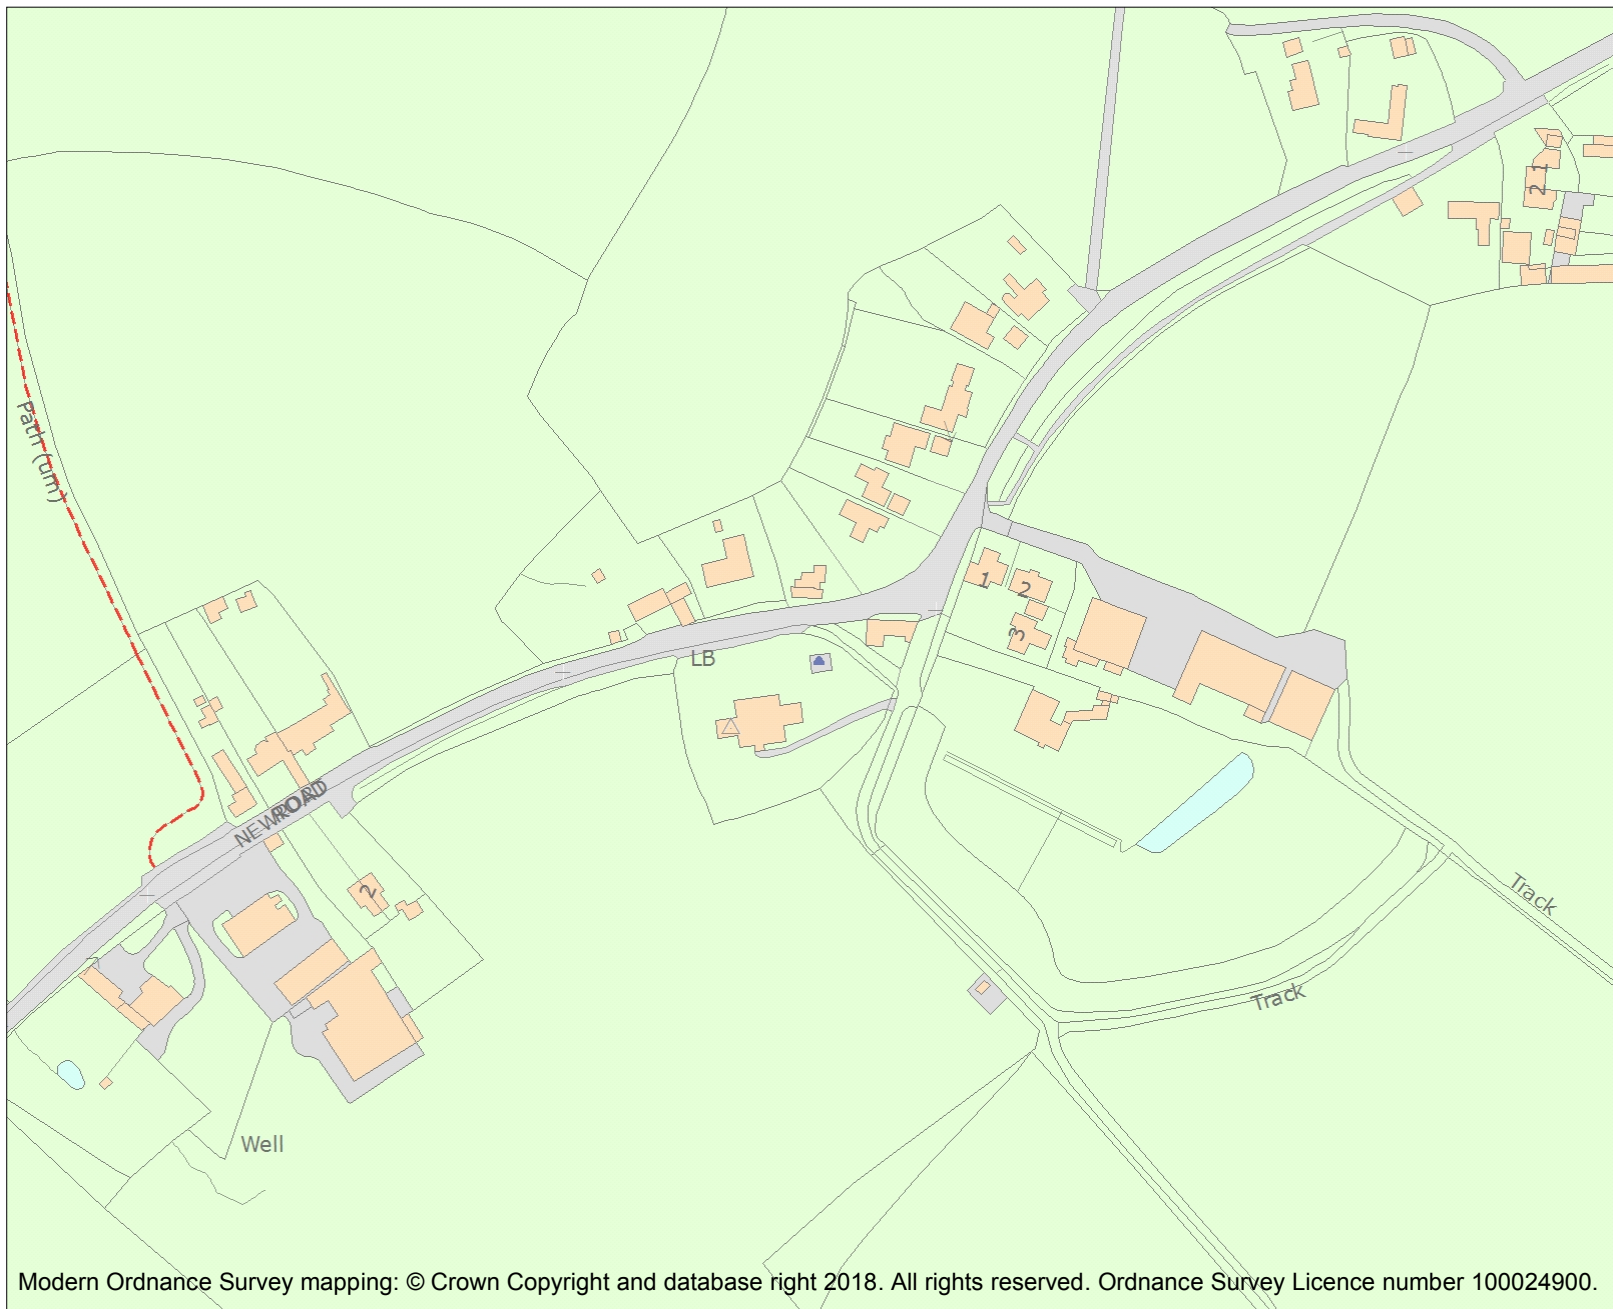 1
2
Path (um)
1
2
3
LB
NEW ROAD
ROAD
2
Track
Track
Well
Modern Ordnance Survey mapping: © Crown Copyright and database right 2018. All rights reserved. Ordnance Survey Licence number 100024900.